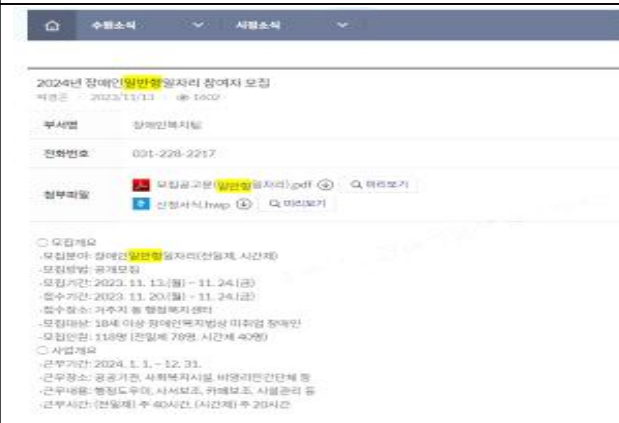 수원소식 시정소식
2024년 장애인일반형일자리 참여자 모집
2023/11/13 1602
부서명 장애인복지팀
전화번호 031-228-2217
첨부파일 모집공고문(일반형일자리).pdf 미리보기
신청서식.hwp 미리보기
○ 모집개요
-모집분야: 장애인일반형일자리(전일제, 시간제)
-모집방법: 공개모집
-모집기간: 2023. 11. 13.(월) ~ 11. 24.(금)
-접수기간: 2023. 11. 20.(월) ~ 11. 24.(금)
-접수장소: 거주지 동 행정복지센터
-모집대상: 18세 이상 장애인복지법상 미취업 장애인
-모집인원: 118명 (전일제 78명, 시간제 40명)
○ 사업개요
-근무기간: 2024. 1. 1. ~ 12. 31.
-근무장소: 공공기관, 사회복지시설, 비영리민간단체 등
-근무내용: 행정도우미, 사서보조, 카페보조, 시설관리 등
-근무시간: (전일제) 주 40시간, (시간제) 주 20시간